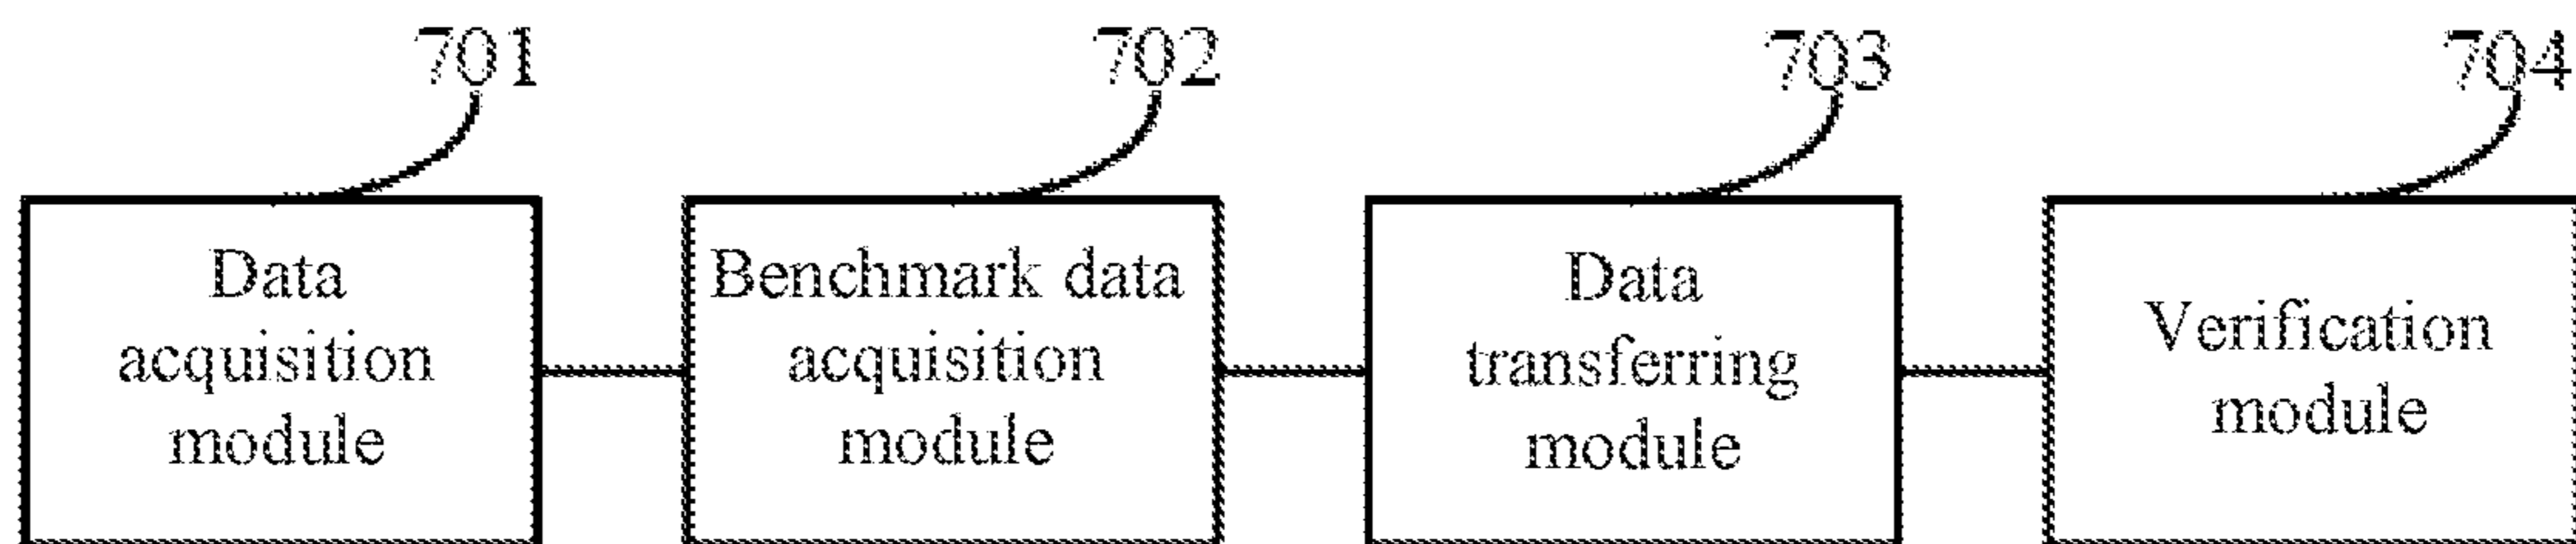 701
702
703
704
Data
acquisition
module
Benchmark data
acquisition
module
Data
transferring
module
Verification
module